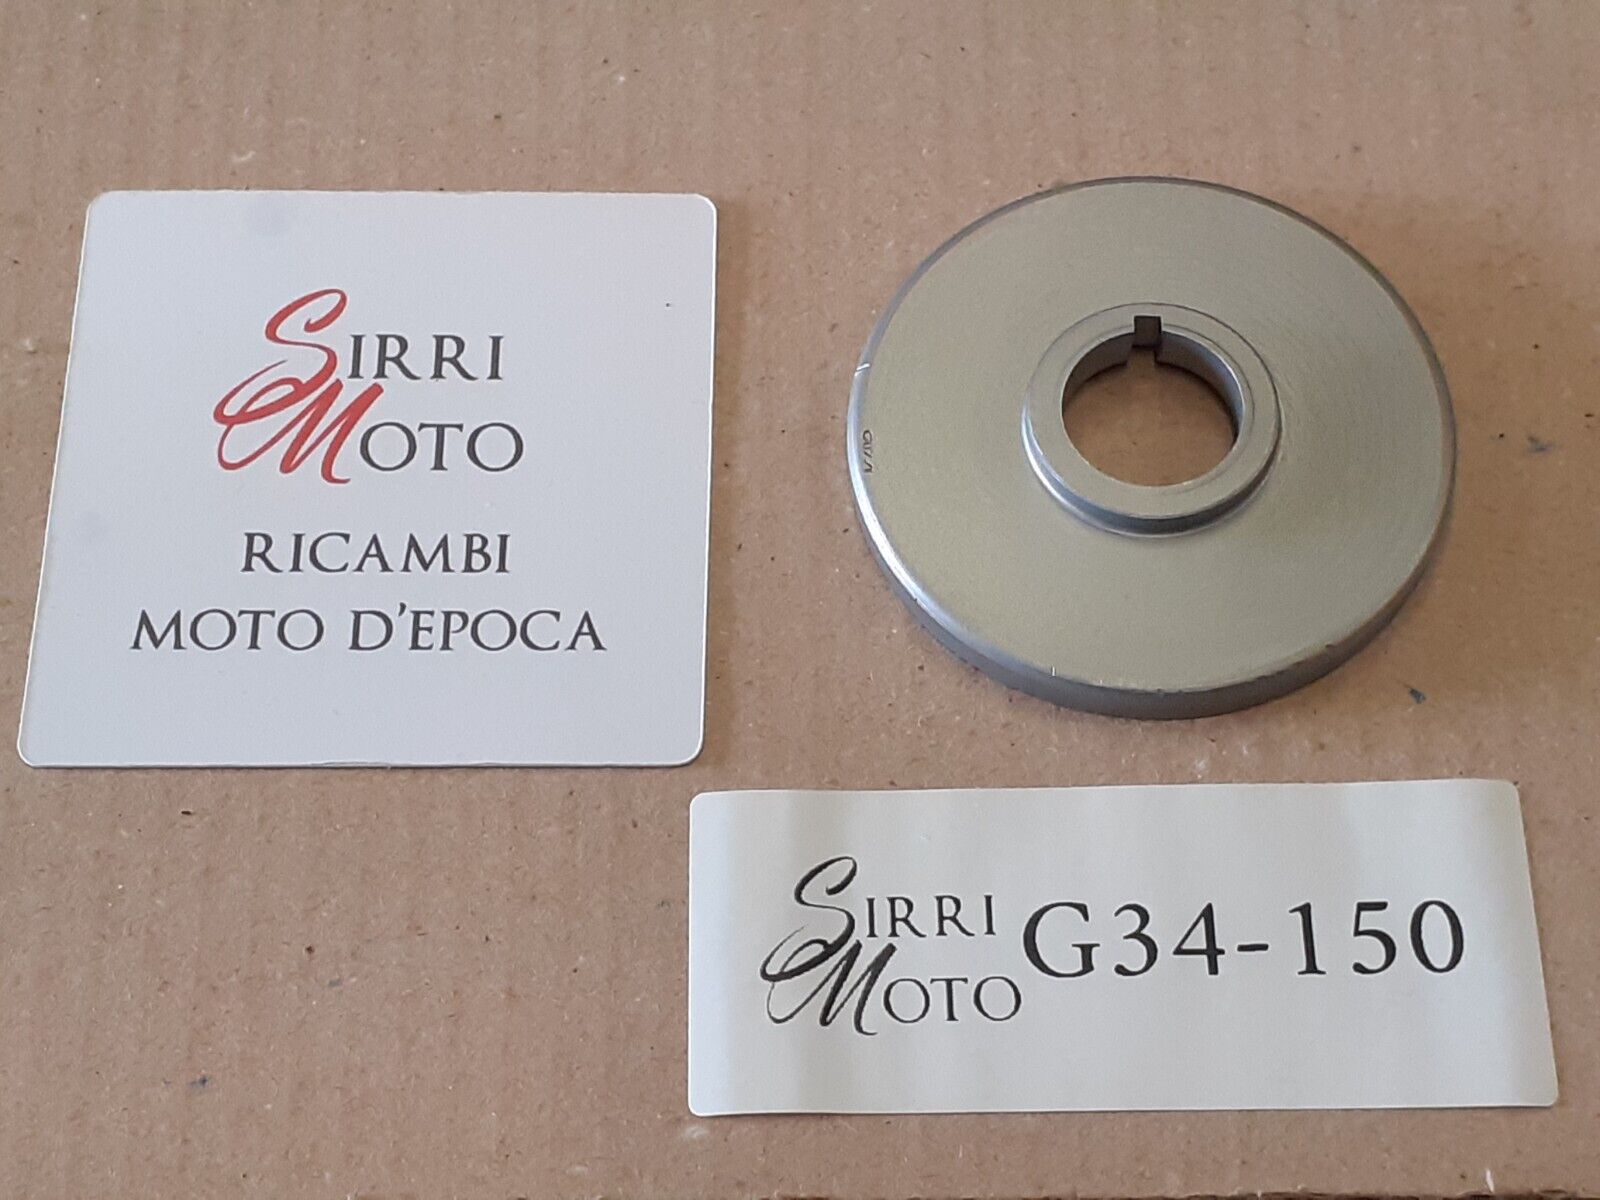 SIRRI
MOTO
RICAMBI
MOTO D'EPOCA
SIRRI
MOTO
G34-150